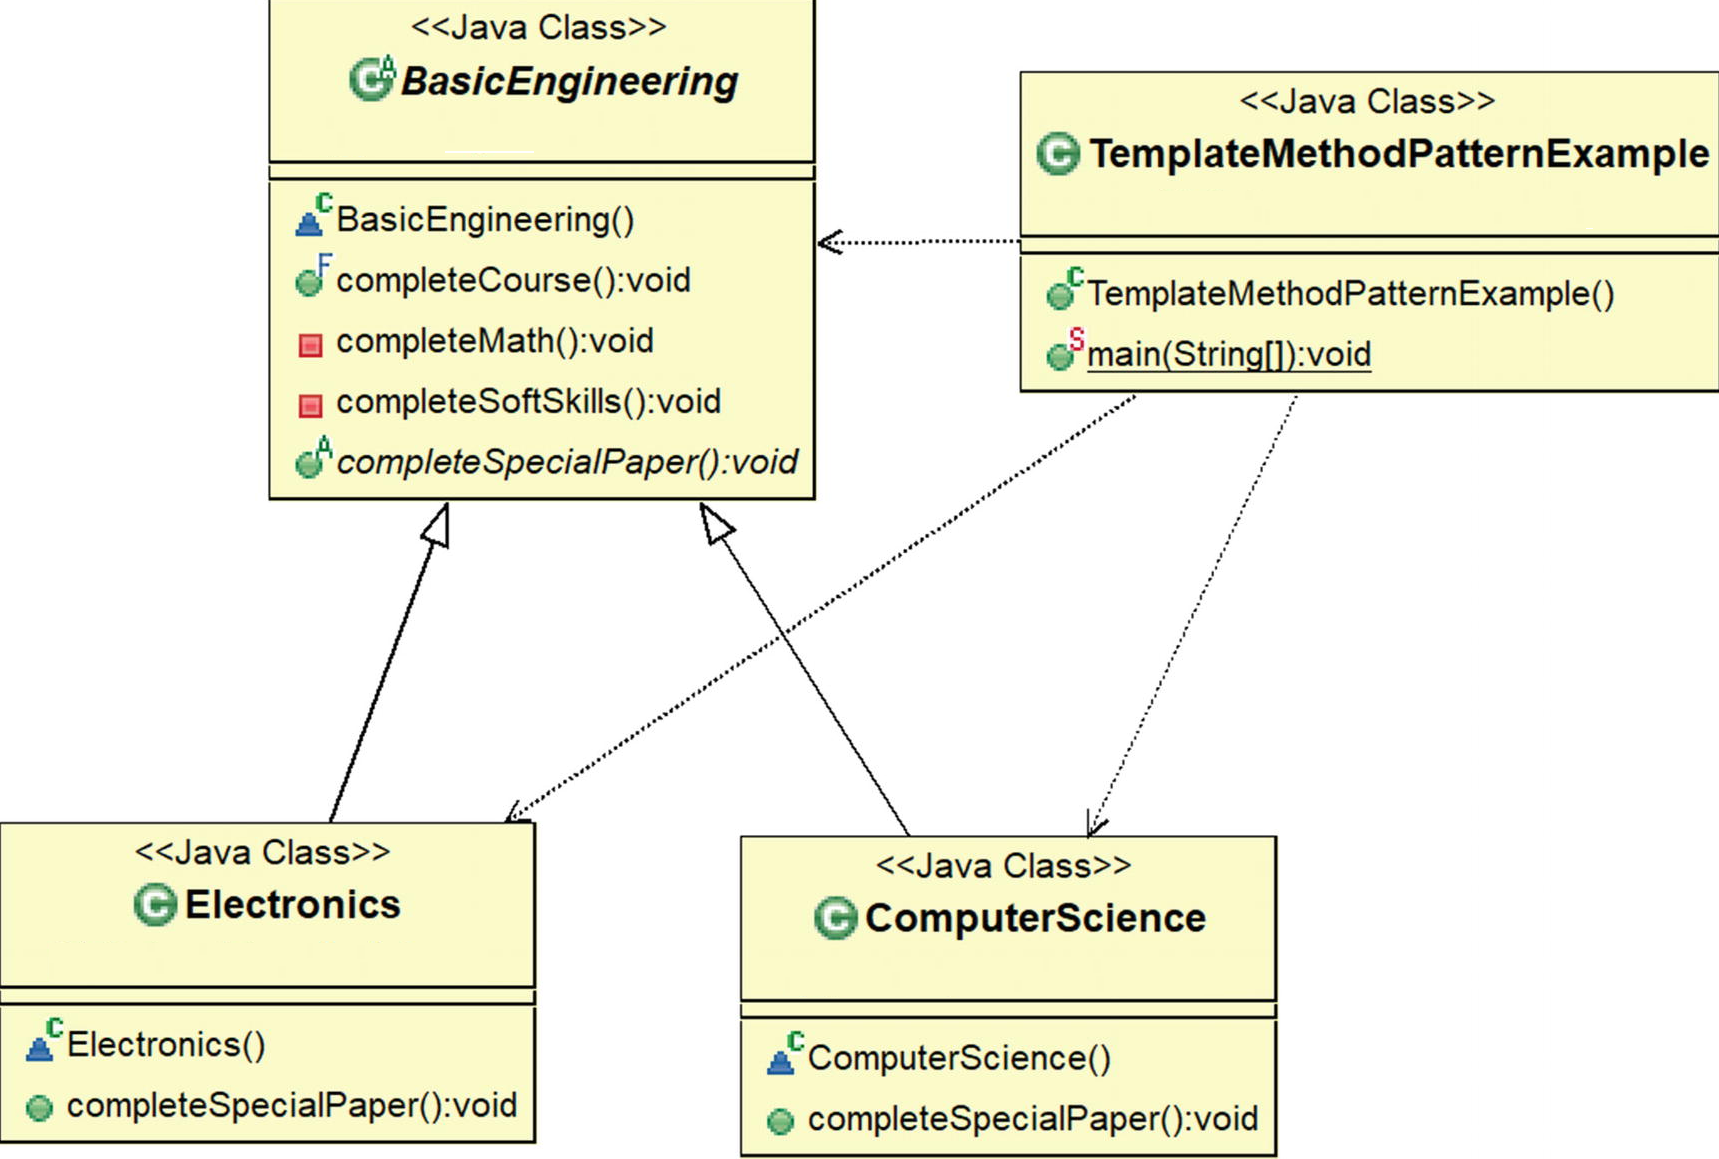 <<Java Class>>
BasicEngineering
BasicEngineering()
completeCourse():void
completeMath():void
completeSoftSkills():void
completeSpecialPaper():void
<<Java Class>>
TemplateMethodPatternExample
TemplateMethodPatternExample()
main(String[]):void
<<Java Class>>
Electronics
Electronics()
completeSpecialPaper():void
<<Java Class>>
ComputerScience
ComputerScience()
completeSpecialPaper():void